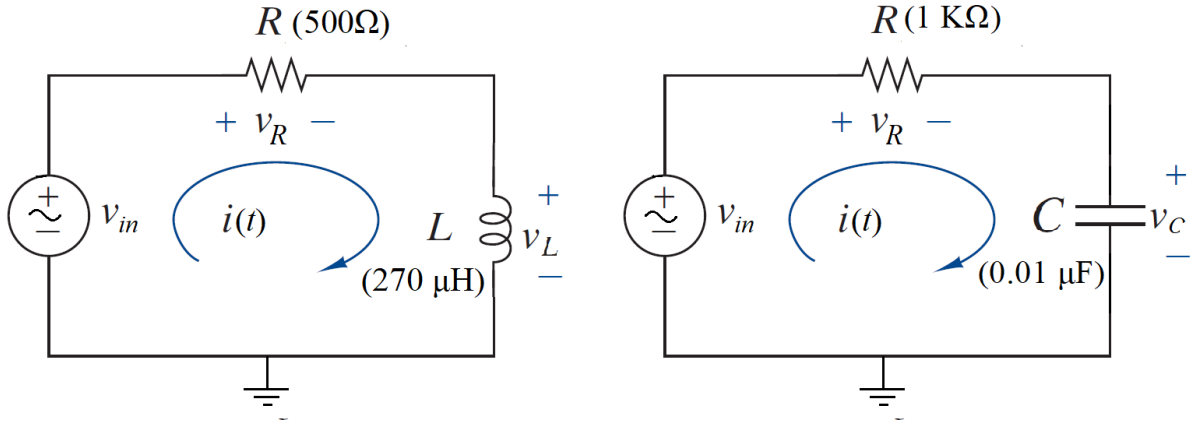 R (500Ω)
+ v_R −
+
∼
−
v_in
i(t)
L
(270 μH)
+
v_L
−
R (1 KΩ)
+ v_R −
+
∼
−
v_in
i(t)
C
(0.01 μF)
+
v_C
−